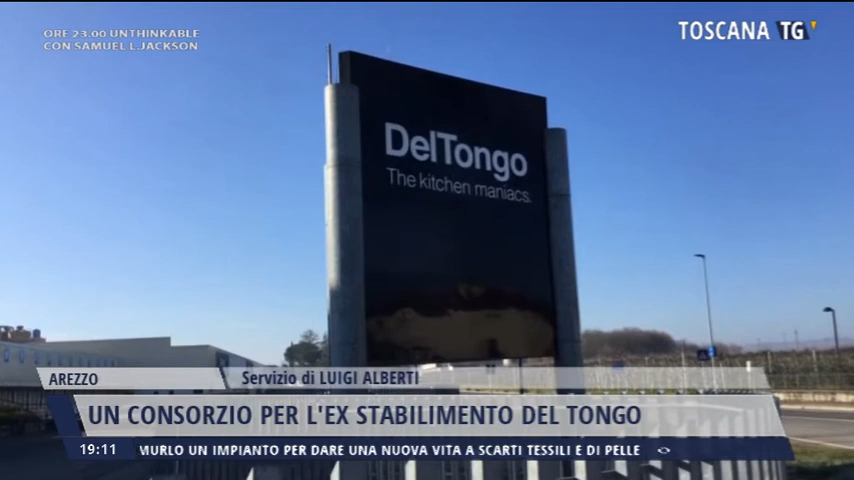 ORE 23.00 UNTHINKABLE
CON SAMUEL L.JACKSON
TOSCANA TG
DelTongo
The kitchen maniacs.
AREZZO
Servizio di LUIGI ALBERTI
UN CONSORZIO PER L'EX STABILIMENTO DEL TONGO
19:11
MURLO UN IMPIANTO PER DARE UNA NUOVA VITA A SCARTI TESSILI E DI PELLE